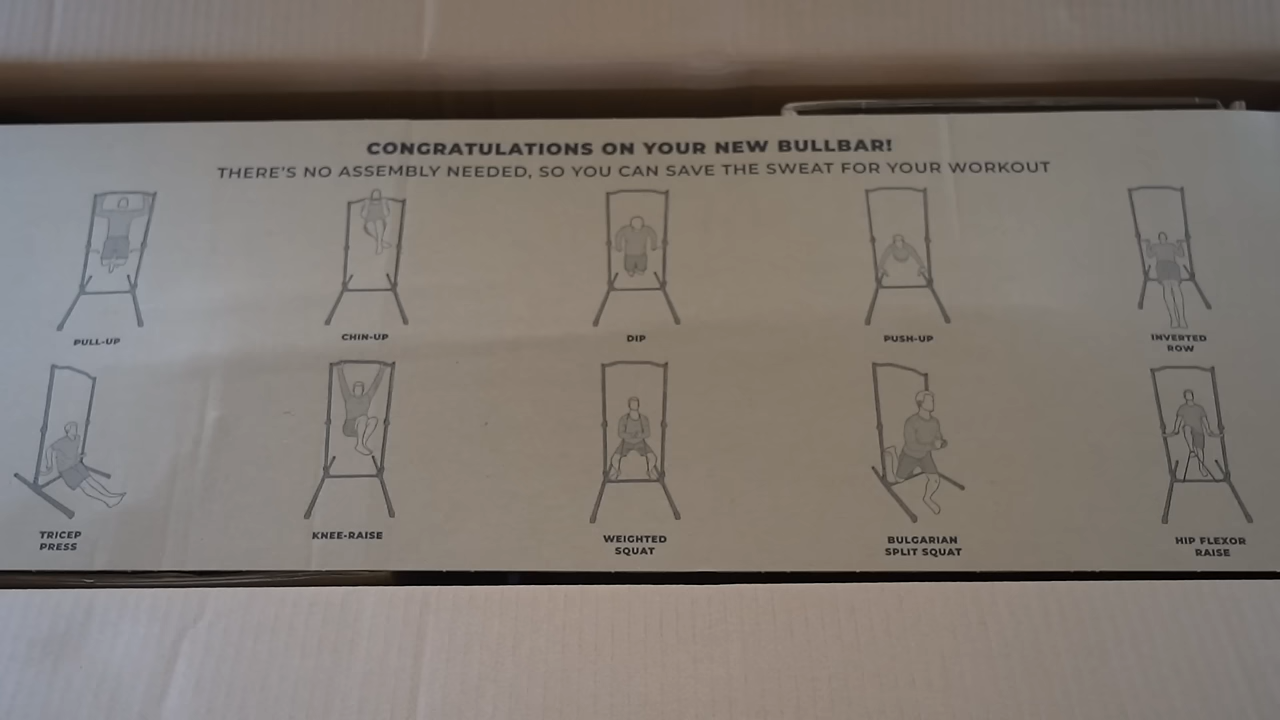 CONGRATULATIONS ON YOUR NEW BULLBAR!
THERE'S NO ASSEMBLY NEEDED, SO YOU CAN SAVE THE SWEAT FOR YOUR WORKOUT
PULL-UP
CHIN-UP
DIP
PUSH-UP
INVERTED
ROW
TRICEP
PRESS
KNEE-RAISE
WEIGHTED
SQUAT
BULGARIAN
SPLIT SQUAT
HIP FLEXOR
RAISE